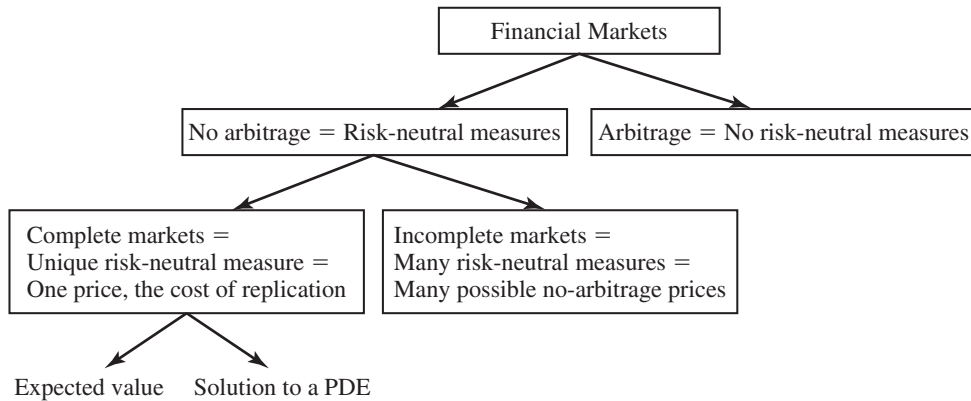 Financial Markets
No arbitrage = Risk-neutral measures
Arbitrage = No risk-neutral measures
Complete markets =
Unique risk-neutral measure =
One price, the cost of replication
Incomplete markets =
Many risk-neutral measures =
Many possible no-arbitrage prices
Expected value
Solution to a PDE